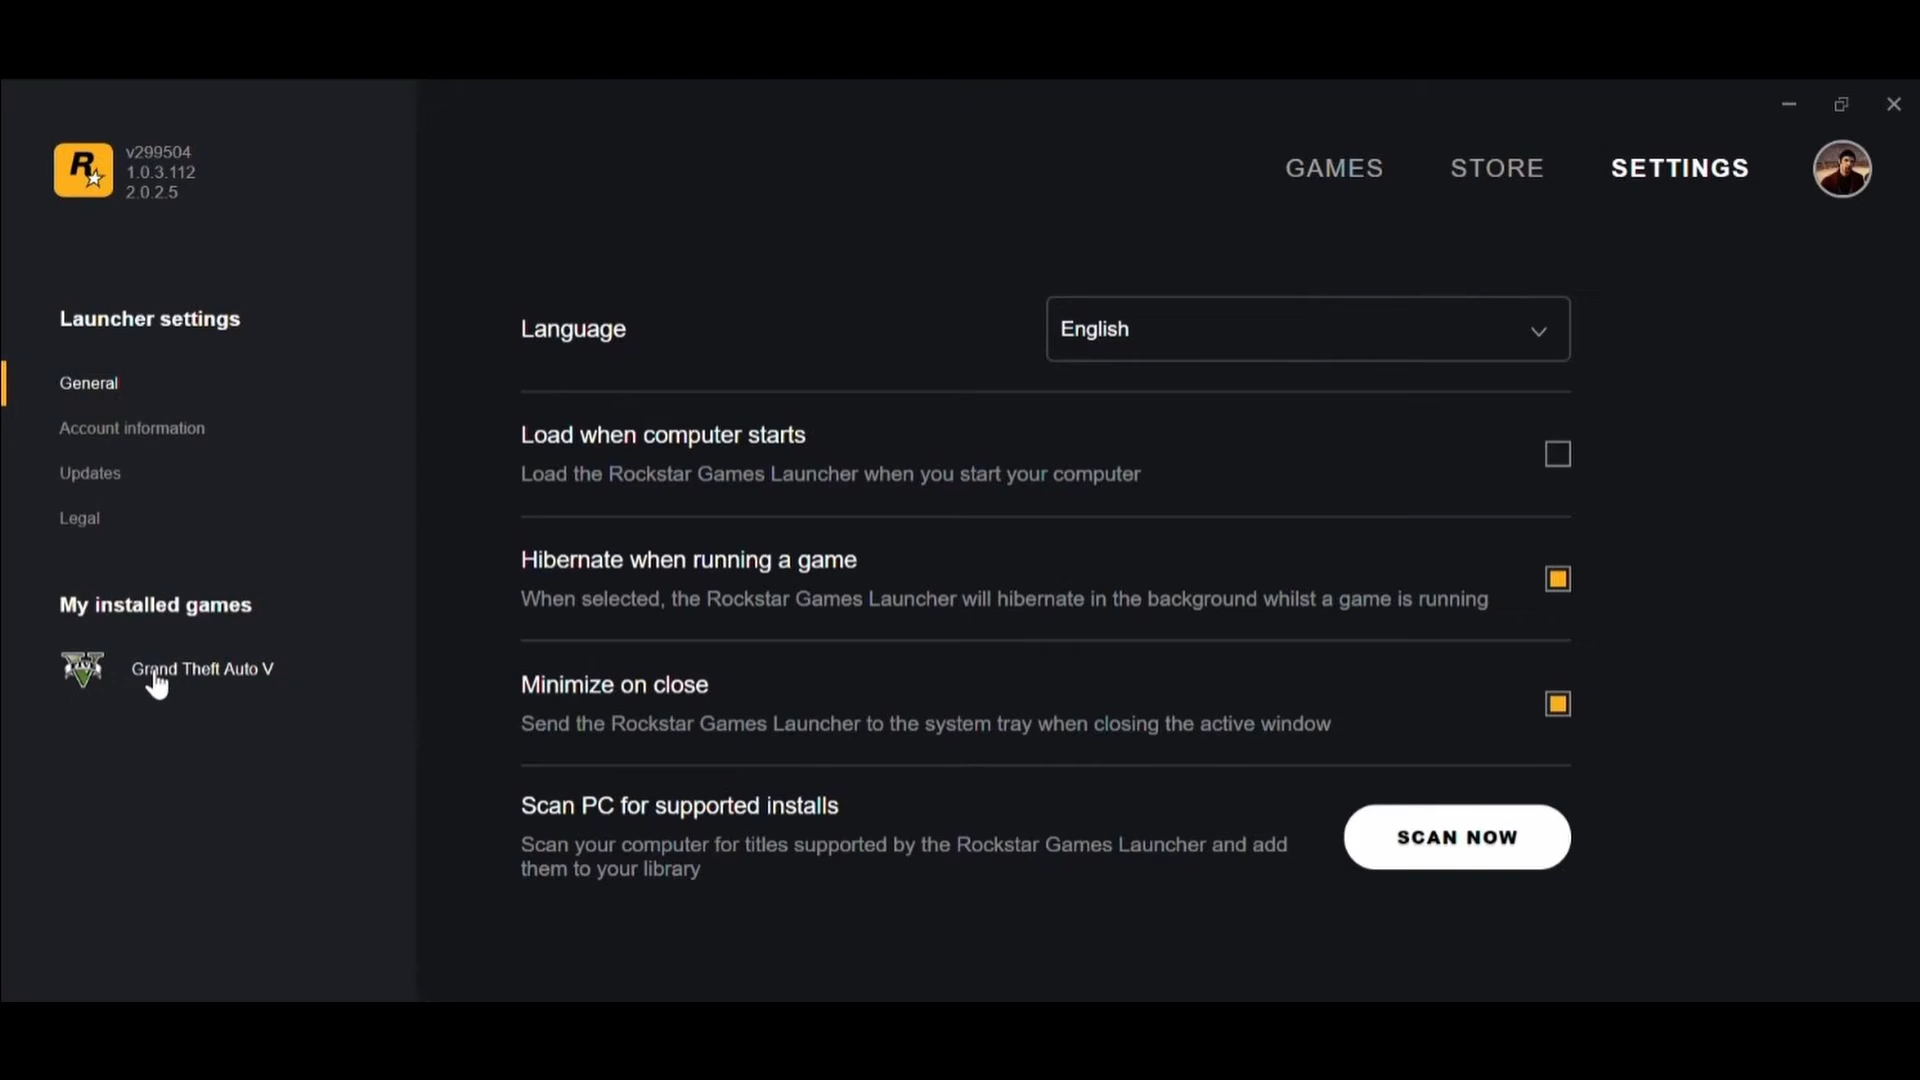 R
v299504
1.0.3.112
2.0.2.5
GAMES
STORE
SETTINGS
Launcher settings
General
Account information
Updates
Legal
My installed games
V
Grand Theft Auto V
Language
English
Load when computer starts
Load the Rockstar Games Launcher when you start your computer
Hibernate when running a game
When selected, the Rockstar Games Launcher will hibernate in the background whilst a game is running
Minimize on close
Send the Rockstar Games Launcher to the system tray when closing the active window
Scan PC for supported installs
Scan your computer for titles supported by the Rockstar Games Launcher and add
them to your library
SCAN NOW